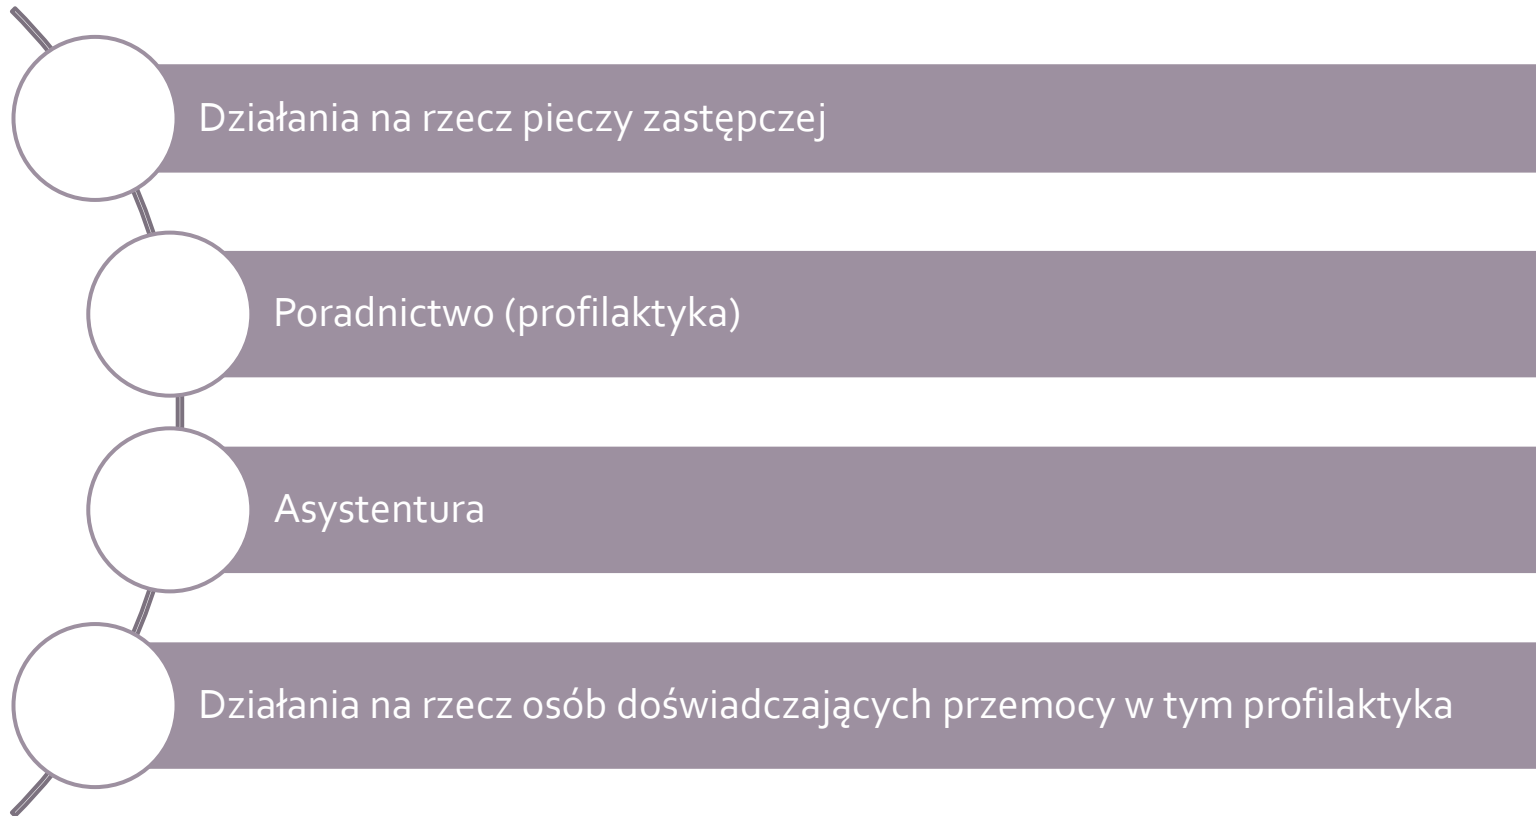 Działania na rzecz pieczy zastępczej
Poradnictwo (profilaktyka)
Asystentura
Działania na rzecz osób doświadczających przemocy w tym profilaktyka